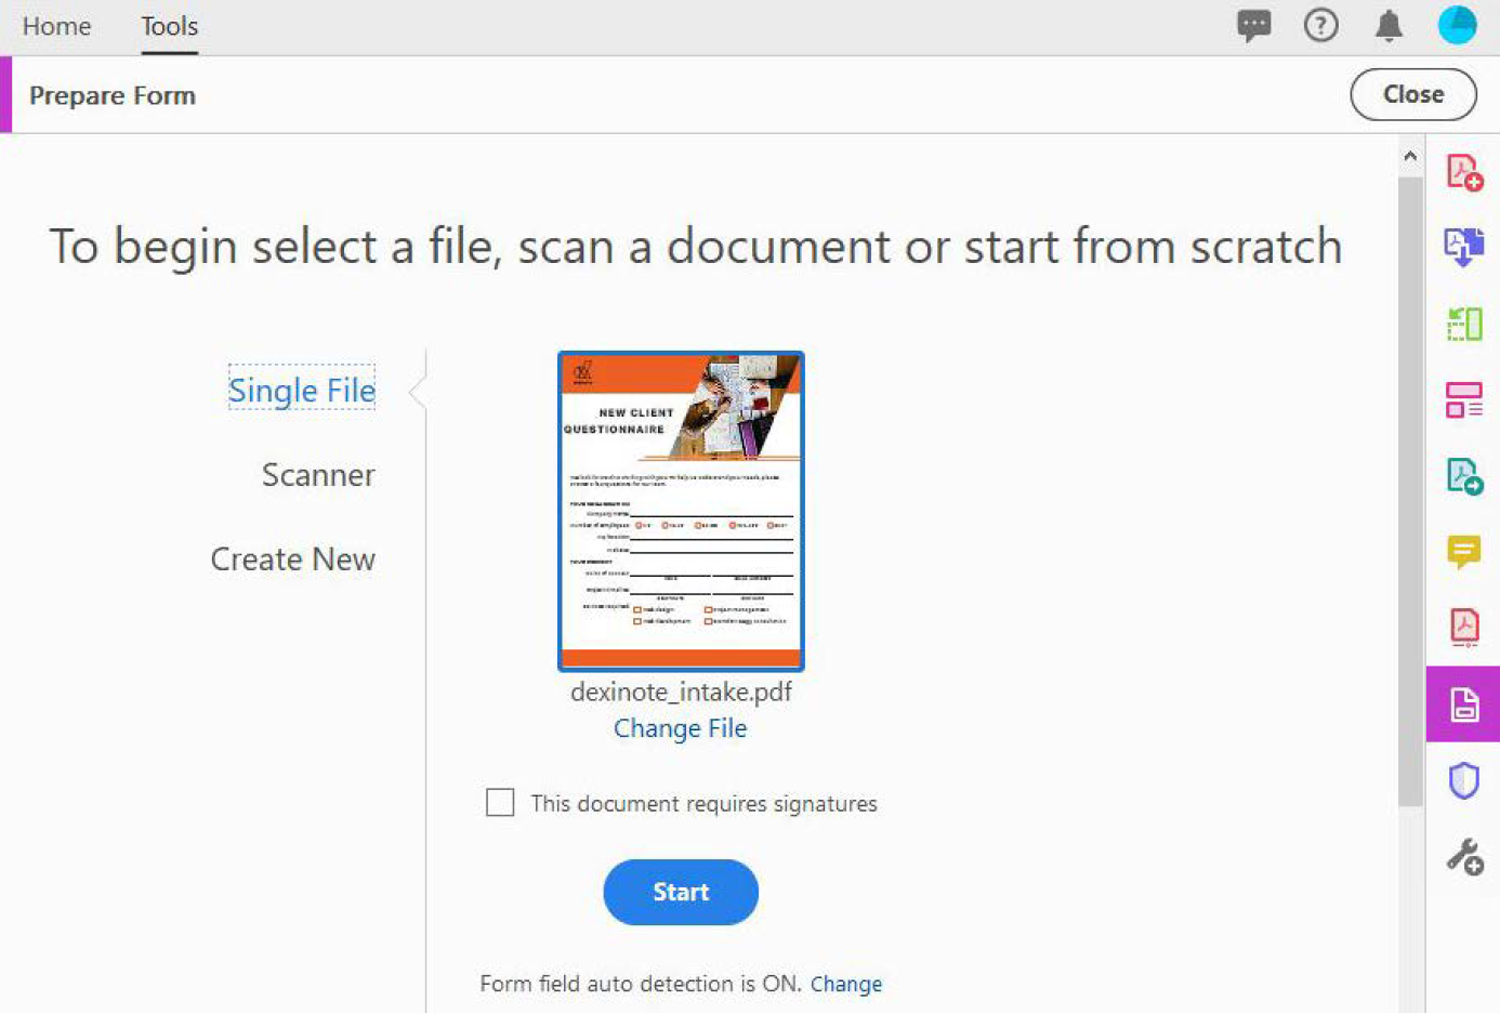 Home Tools
Prepare Form
Close
To begin select a file, scan a document or start from scratch
Single File
Scanner
Create New
NEW CLIENT
QUESTIONNAIRE
dexinote_intake.pdf
Change File
This document requires signatures
Start
Form field auto detection is ON. Change